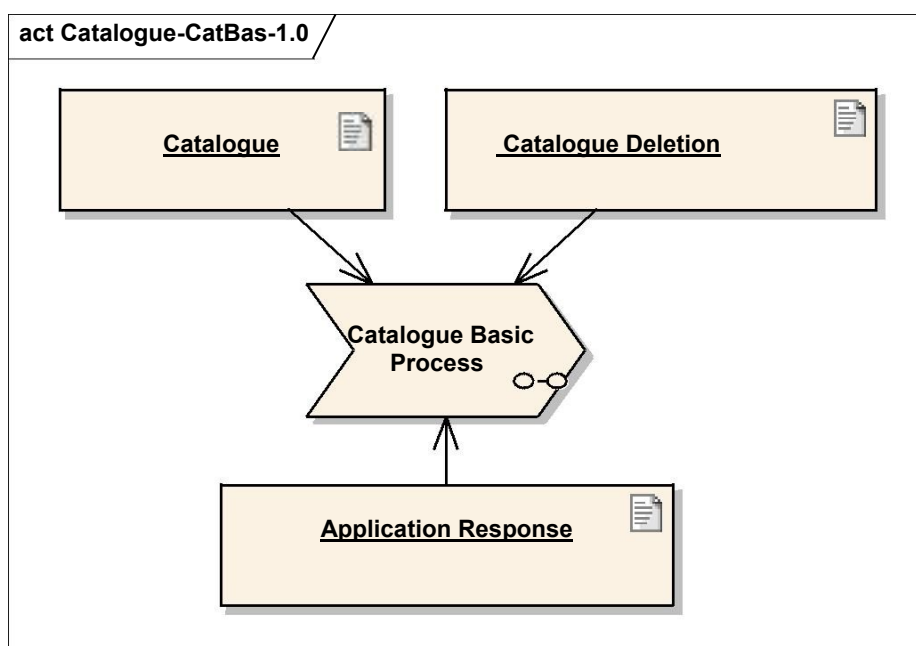 act Catalogue-CatBas-1.0
Catalogue
Catalogue Deletion
Catalogue Basic
Process
Application Response